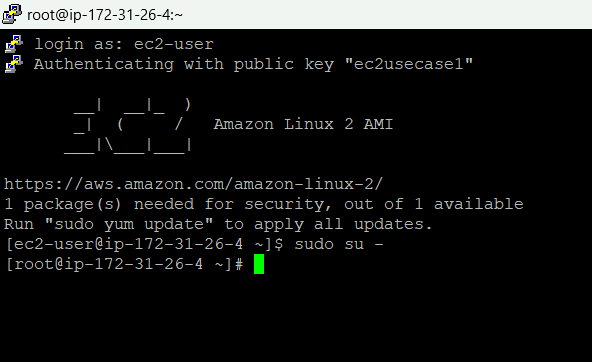 root@ip-172-31-26-4:~
login as: ec2-user
Authenticating with public key "ec2usecase1"
       __|  __|_  )
       _|  (     /   Amazon Linux 2 AMI
      ___|\___|___|
https://aws.amazon.com/amazon-linux-2/
1 package(s) needed for security, out of 1 available
Run "sudo yum update" to apply all updates.
[ec2-user@ip-172-31-26-4 ~]$ sudo su -
[root@ip-172-31-26-4 ~]#